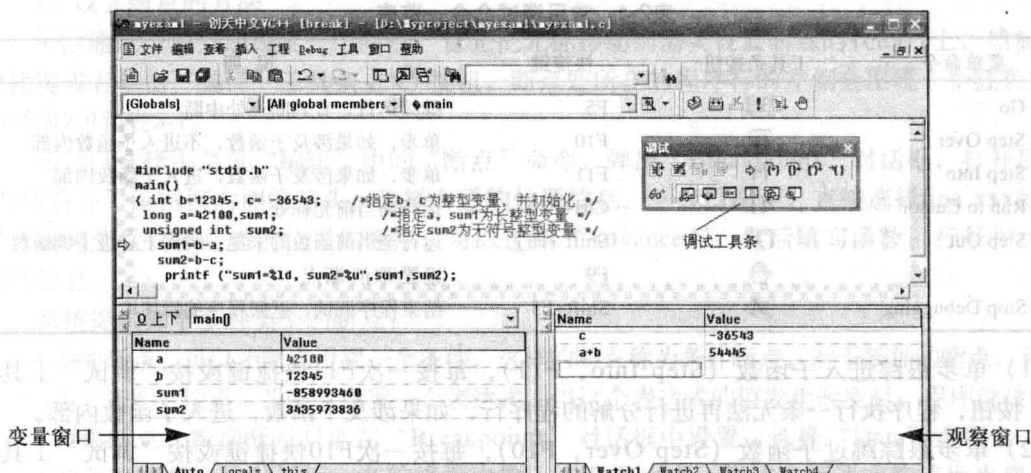 myexam1 - 创天中文VC++ [break] - [D:\Myproject\myexam1\myexam1.c]
文件 编辑 查看 插入 工程 Debug 工具 窗口 帮助
[Globals] [All global members main
#include "stdio.h"
main()
{ int b=12345, c=-36543; /*指定b,c为整型变量，并初始化 */
long a=42100,sum1; /*指定a，sum1为长整型变量 */
unsigned int sum2; /*指定sum2为无符号整型变量 */
sum1=b-a;
sum2=b-c;
printf ("sum1=%ld, sum2=%u",sum1,sum2);
调试
调试工具条
上下 main()
Name Value
a 42100
b 12345
sum1 -858993460
sum2 3435973836
Auto Locals this
Name Value
c -36543
a+b 54445
Watch1 Watch2 Watch3 Watch4
变量窗口
观察窗口